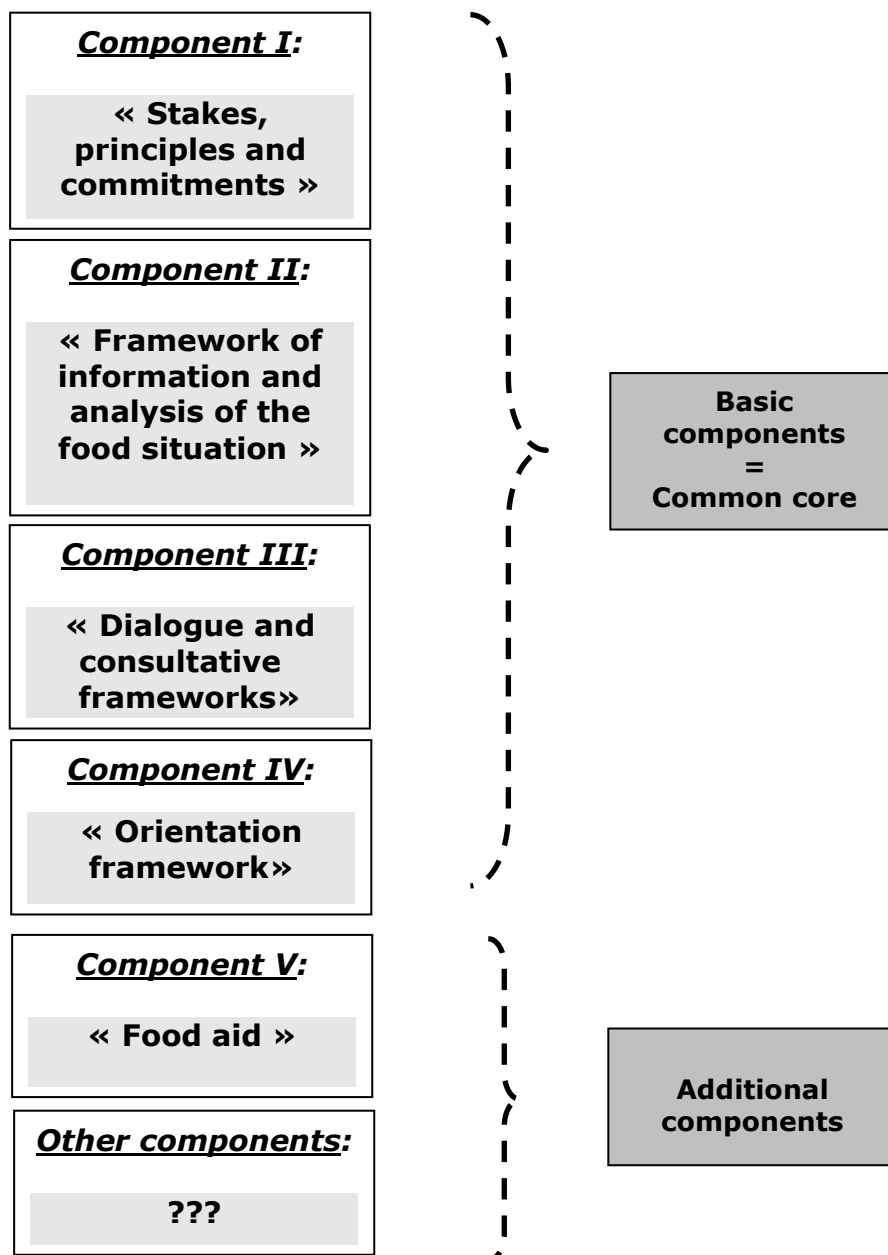 Component I:
« Stakes,
principles and
commitments »
Component II:
« Framework of
information and
analysis of the
food situation »
Component III:
« Dialogue and
consultative
frameworks»
Component IV:
« Orientation
framework»
Basic
components
=
Common core
Component V:
« Food aid »
Other components:
???
Additional
components